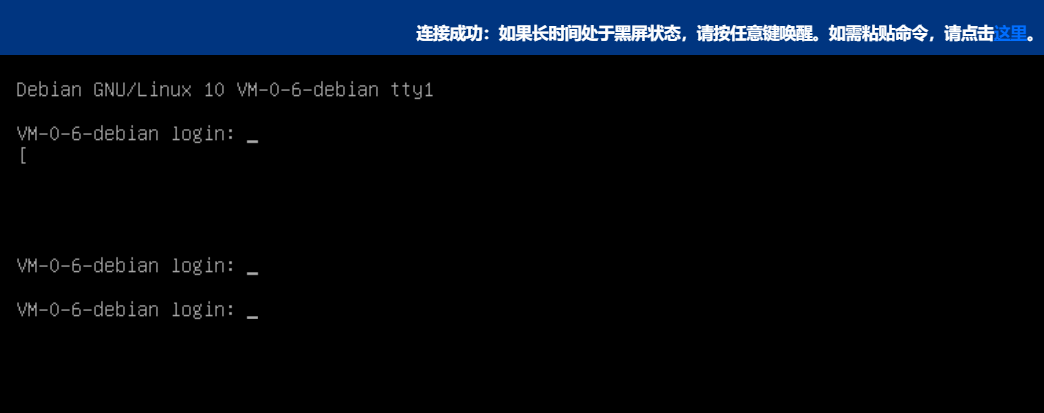 连接成功：如果长时间处于黑屏状态，请按任意键唤醒。如需粘贴命令，请点击这里。
Debian GNU/Linux 10 VM-0-6-debian tty1
VM-0-6-debian login: _
[
VM-0-6-debian login: _
VM-0-6-debian login: _